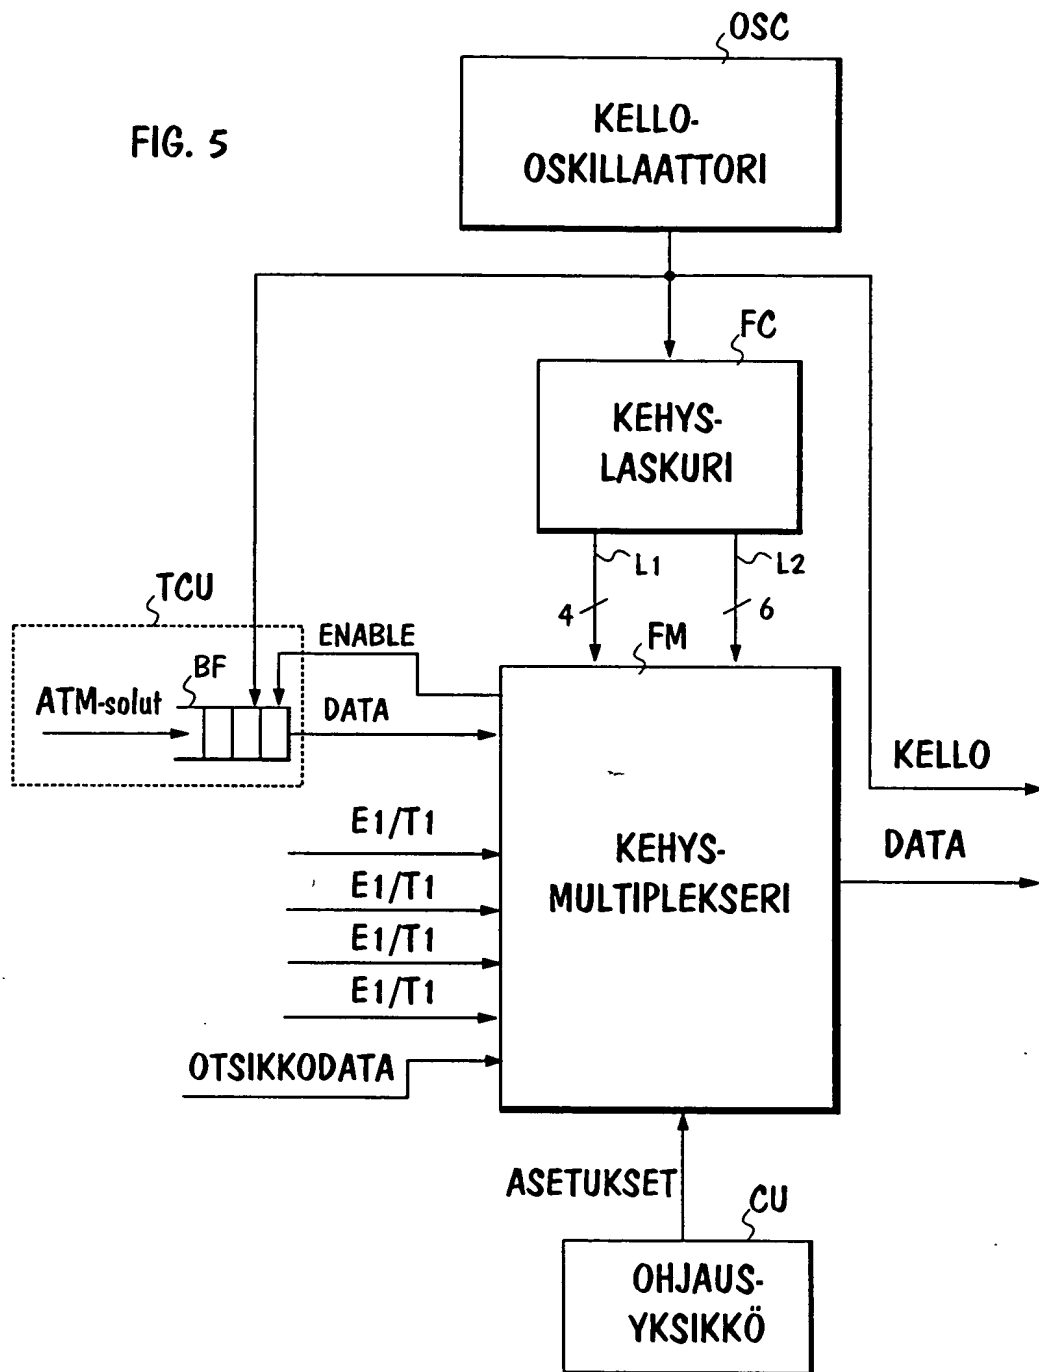 OSC
FIG. 5
KELLO-
OSKILLAATTORI
FC
KEHYS-
LASKURI
L1
L2
4
6
TCU
FM
ENABLE
BF
ATM-solut
DATA
KELLO
E1/T1
DATA
KEHYS-
MULTIPLEKSERI
E1/T1
E1/T1
E1/T1
OTSIKKODATA
ASETUKSET
CU
OHJAUS-
YKSIKKÖ